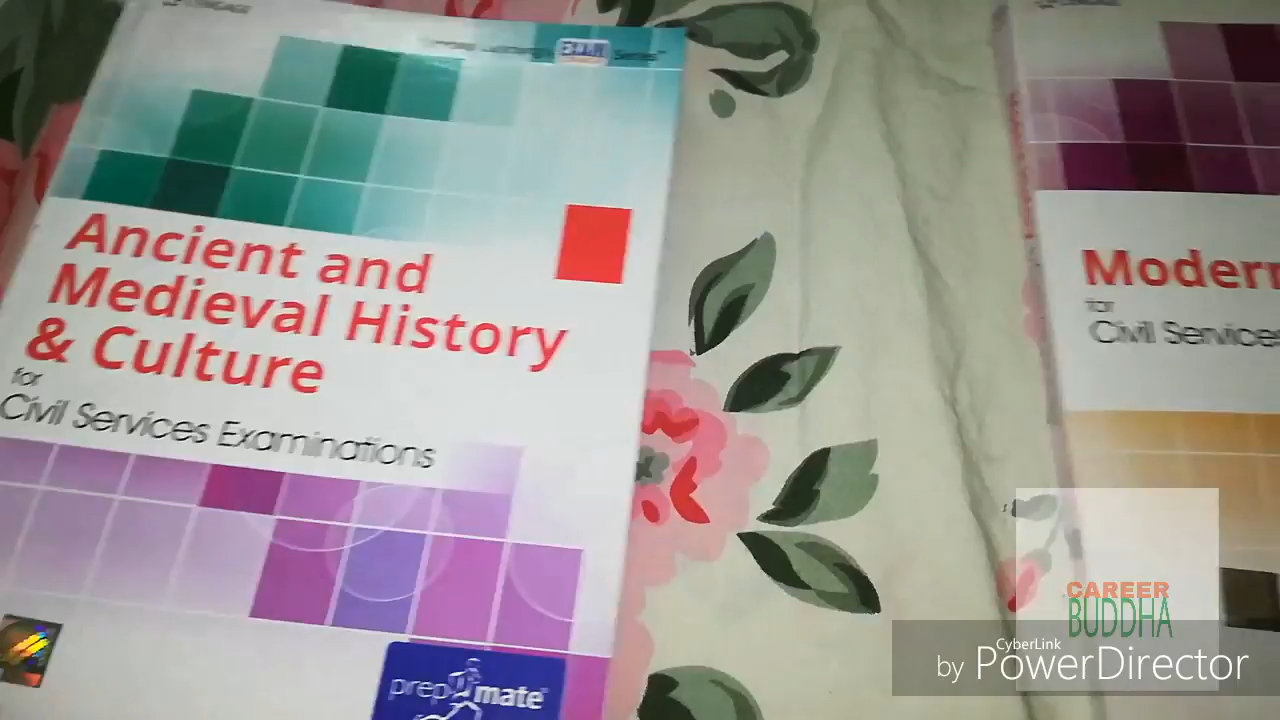 Ancient and
Medieval History
& Culture
for
Civil Services Examinations
prep mate
Modern
for
Civil Services
CAREER
BUDDHA
CyberLink
by PowerDirector